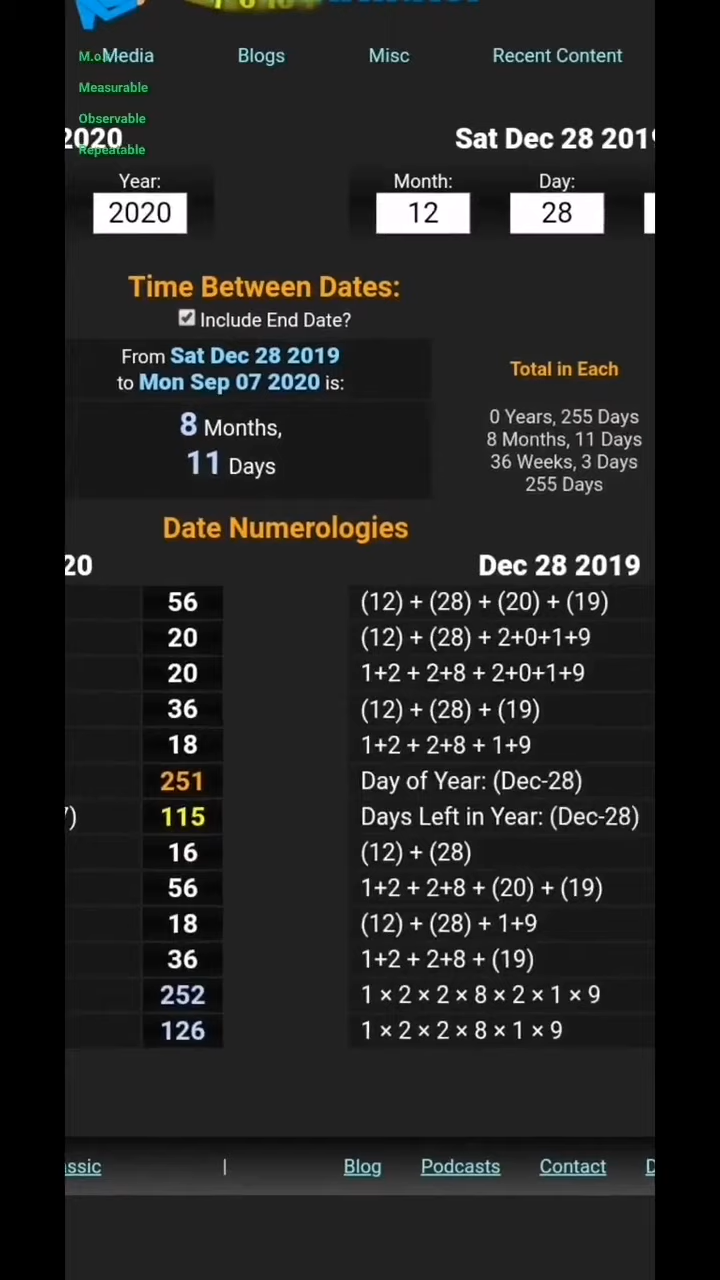 Media Blogs Misc Recent Content
Measurable
Observable
2020 Sat Dec 28 201
Repeatable
Year: Month: Day:
2020 12 28
Time Between Dates:
Include End Date?
From Sat Dec 28 2019
to Mon Sep 07 2020 is:
8 Months,
11 Days
Total in Each
0 Years, 255 Days
8 Months, 11 Days
36 Weeks, 3 Days
255 Days
Date Numerologies
20 Dec 28 2019
56 (12) + (28) + (20) + (19)
20 (12) + (28) + 2+0+1+9
20 1+2 + 2+8 + 2+0+1+9
36 (12) + (28) + (19)
18 1+2 + 2+8 + 1+9
251 Day of Year: (Dec-28)
7) 115 Days Left in Year: (Dec-28)
16 (12) + (28)
56 1+2 + 2+8 + (20) + (19)
18 (12) + (28) + 1+9
36 1+2 + 2+8 + (19)
252 1 × 2 × 2 × 8 × 2 × 1 × 9
126 1 × 2 × 2 × 8 × 1 × 9
ssic | Blog Podcasts Contact D